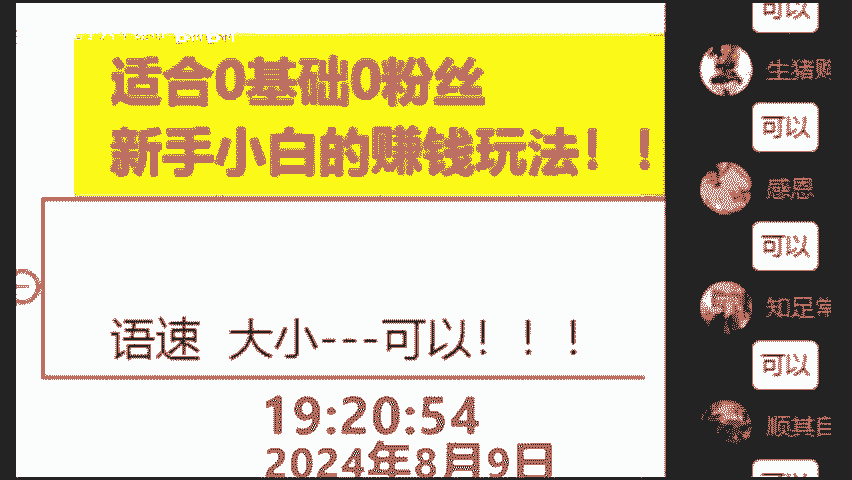 适合0基础0粉丝
新手小白的赚钱玩法！！
语速 大小---可以！！！
19:20:54
2024年8月9日
可以
生猪
可以
感恩
可以
知足常
可以
顺其自